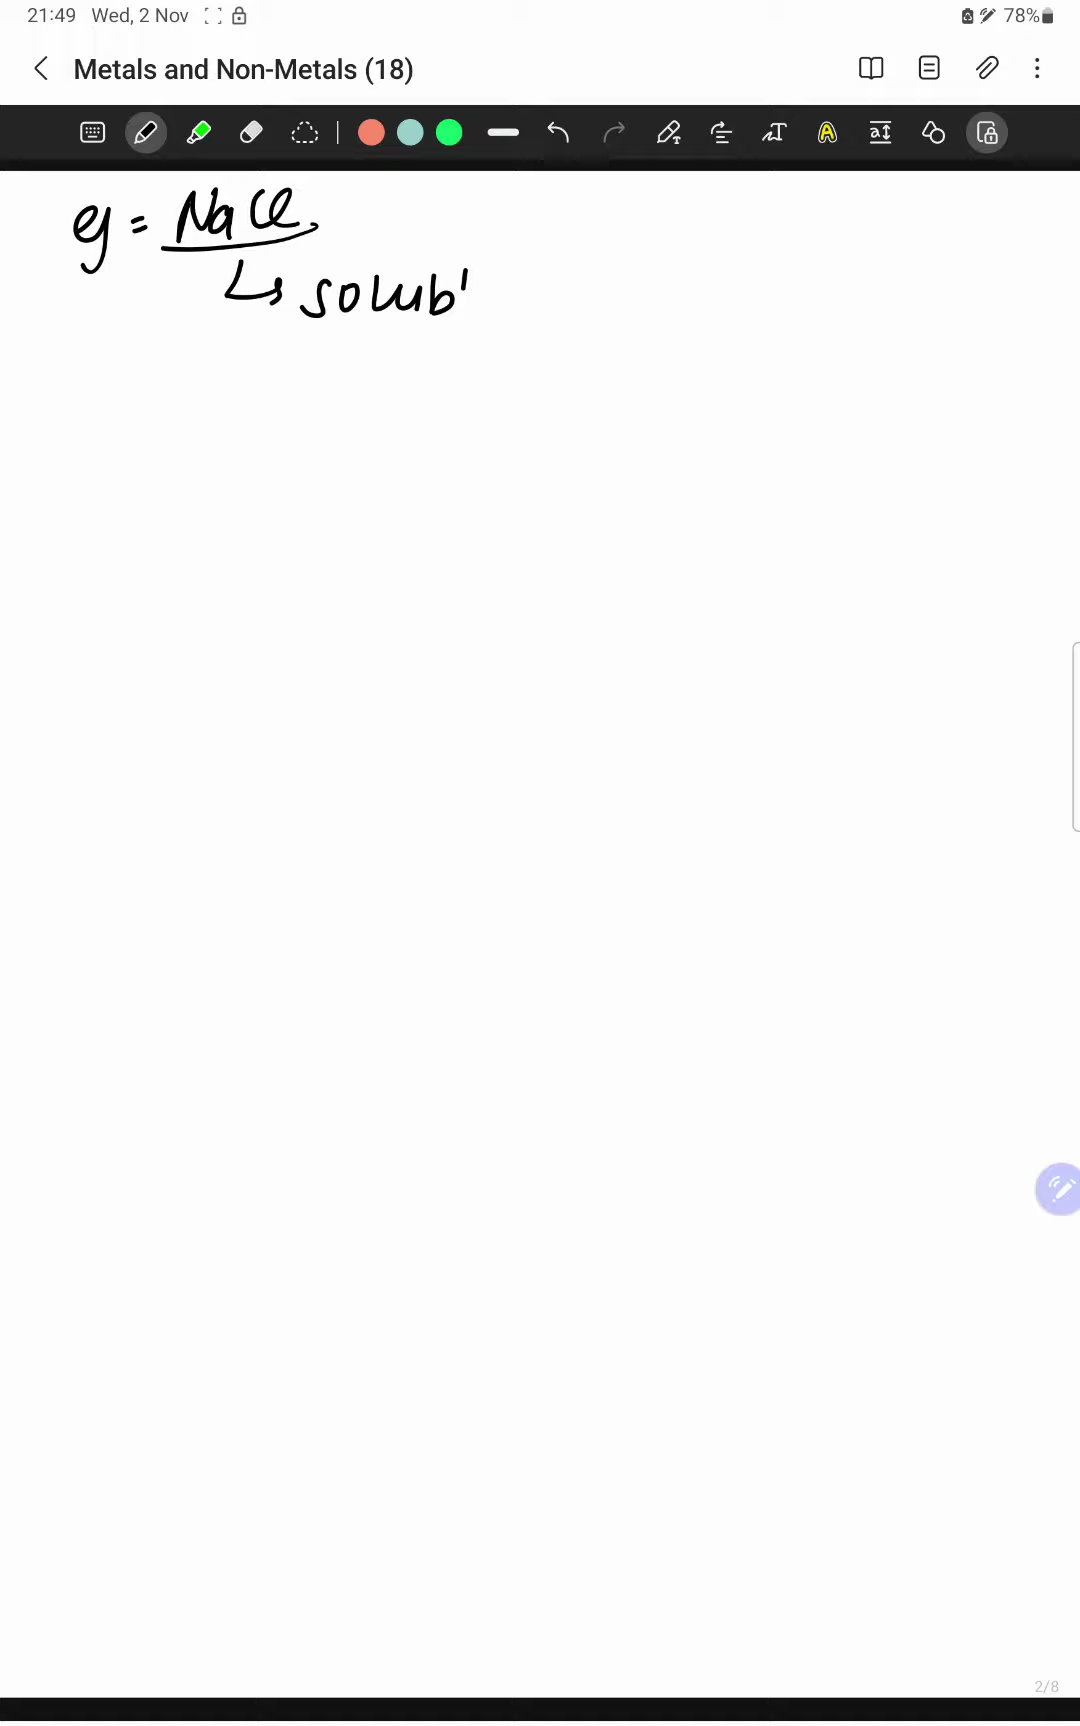 21:49 Wed, 2 Nov 78%
Metals and Non-Metals (18)
eg = NaCl.
↳ solub'
2/8